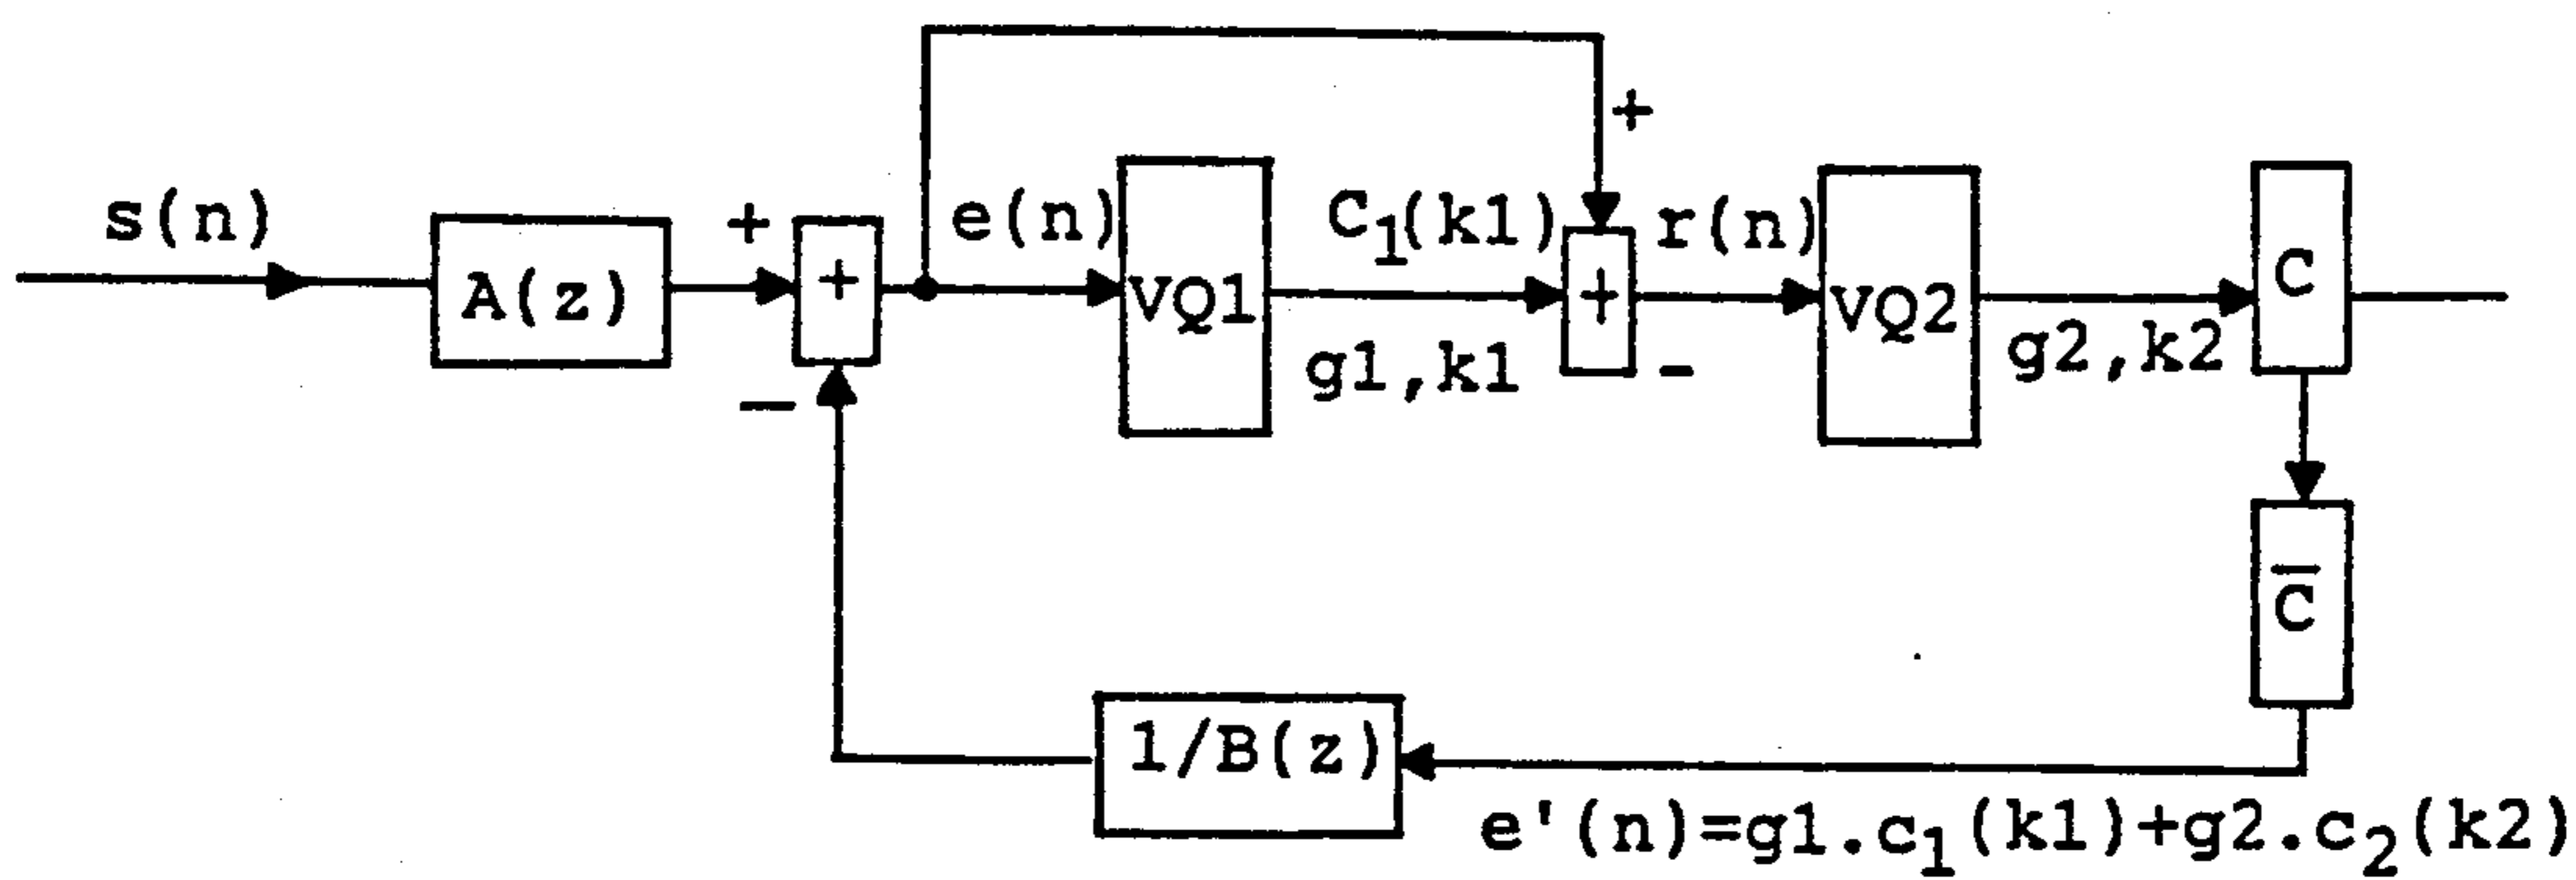 +
s(n)
+
e(n)
C₁(k1)
r(n)
A(z)
+
VQ1
+
VQ2
C
g1,k1
-
g2,k2
-
C̅
1/B(z)
e'(n)=g1.c₁(k1)+g2.c₂(k2)